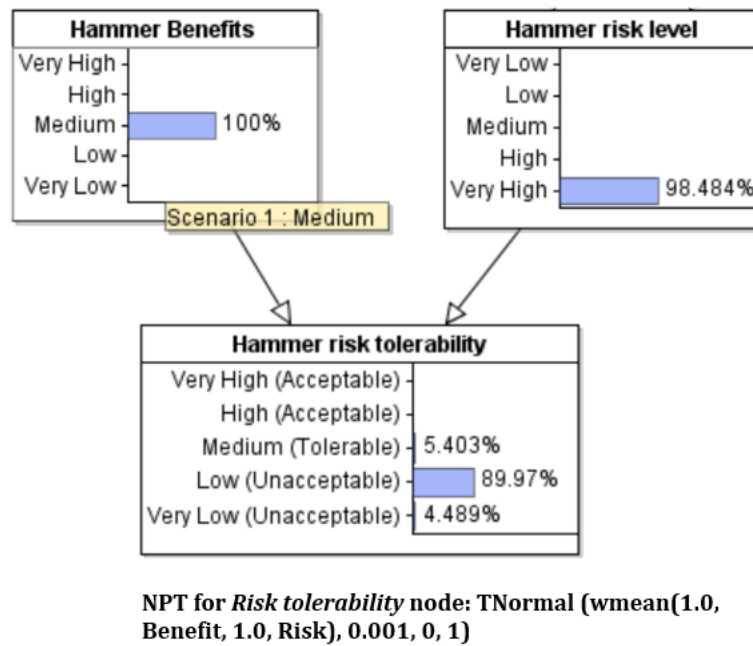 Hammer Benefits
Very High
High
Medium 100%
Low
Very Low
Scenario 1 : Medium
Hammer risk level
Very Low
Low
Medium
High
Very High 98.484%
Hammer risk tolerability
Very High (Acceptable)
High (Acceptable)
Medium (Tolerable) 5.403%
Low (Unacceptable) 89.97%
Very Low (Unacceptable) 4.489%
NPT for Risk tolerability node: TNormal (wmean(1.0,
Benefit, 1.0, Risk), 0.001, 0, 1)